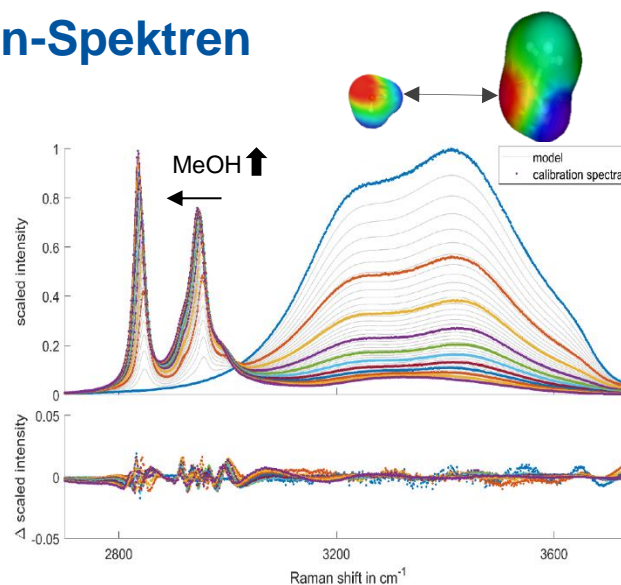 n-Spektren
MeOH
model
calibration spectra
scaled intensity
1
0.8
0.6
0.4
0.2
0
Δ scaled intensity
0.05
0
-0.05
2800
3200
3600
Raman shift in cm-1